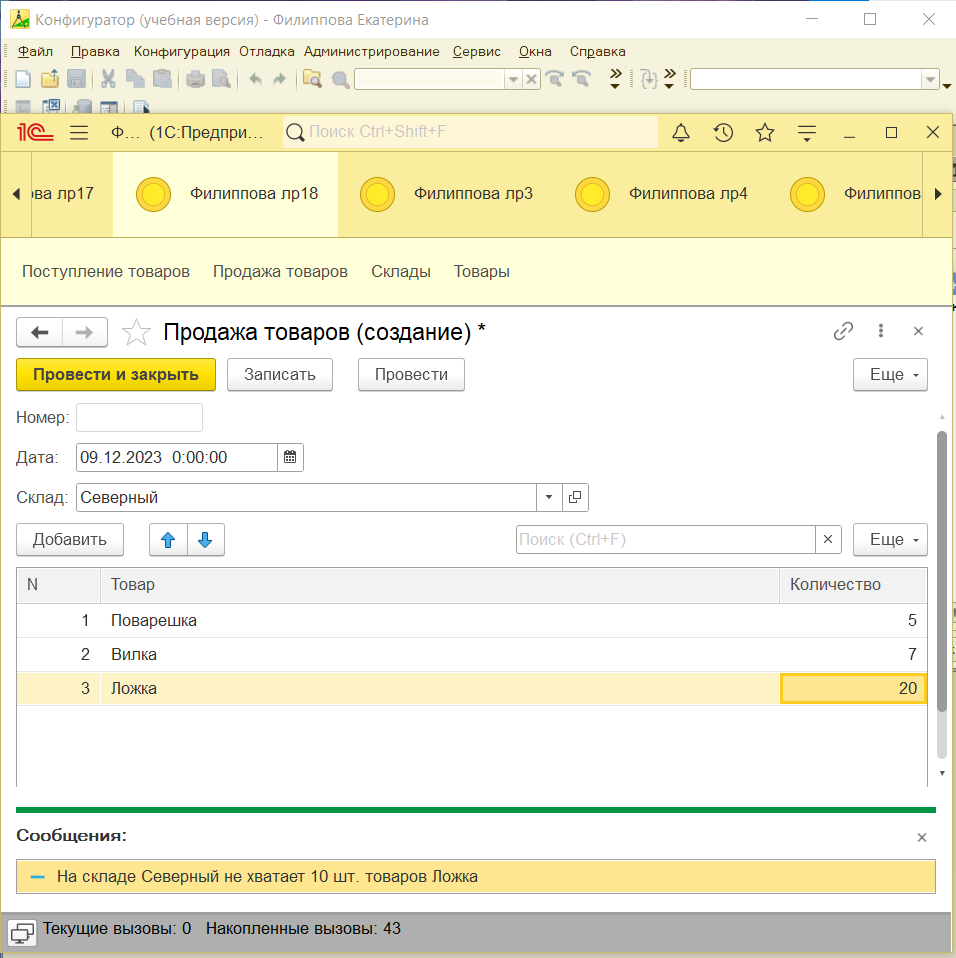 Конфигуратор (учебная версия) - Филиппова Екатерина
Файл Правка Конфигурация Отладка Администрирование Сервис Окна Справка
1С Ф... (1С:Предпри... Поиск Ctrl+Shift+F
ова лр17 Филиппова лр18 Филиппова лр3 Филиппова лр4 Филиппов
Поступление товаров Продажа товаров Склады Товары
Продажа товаров (создание) *
Провести и закрыть Записать Провести Еще
Номер:
Дата: 09.12.2023 0:00:00
Склад: Северный
Добавить Поиск (Ctrl+F) Еще
N Товар Количество
1 Поварешка 5
2 Вилка 7
3 Ложка 20
Сообщения:
На складе Северный не хватает 10 шт. товаров Ложка
Текущие вызовы: 0 Накопленные вызовы: 43